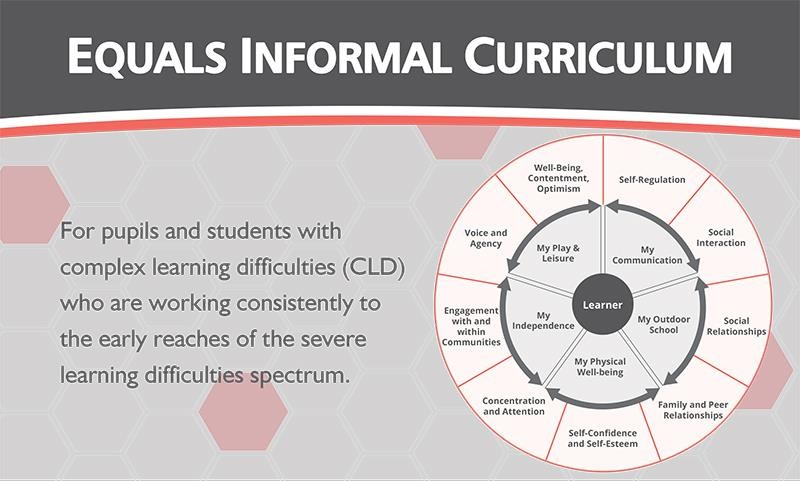 EQUALS INFORMAL CURRICULUM
For pupils and students with
complex learning difficulties (CLD)
who are working consistently to
the early reaches of the severe
learning difficulties spectrum.
Well-Being,
Contentment,
Optimism
Self-Regulation
Social
Interaction
Social
Relationships
Family and Peer
Relationships
Self-Confidence
and Self-Esteem
Concentration
and Attention
Engagement
with and
within
Communities
Voice and
Agency
My Play &
Leisure
My
Communication
My Outdoor
School
My Physical
Well-being
My
Independence
Learner